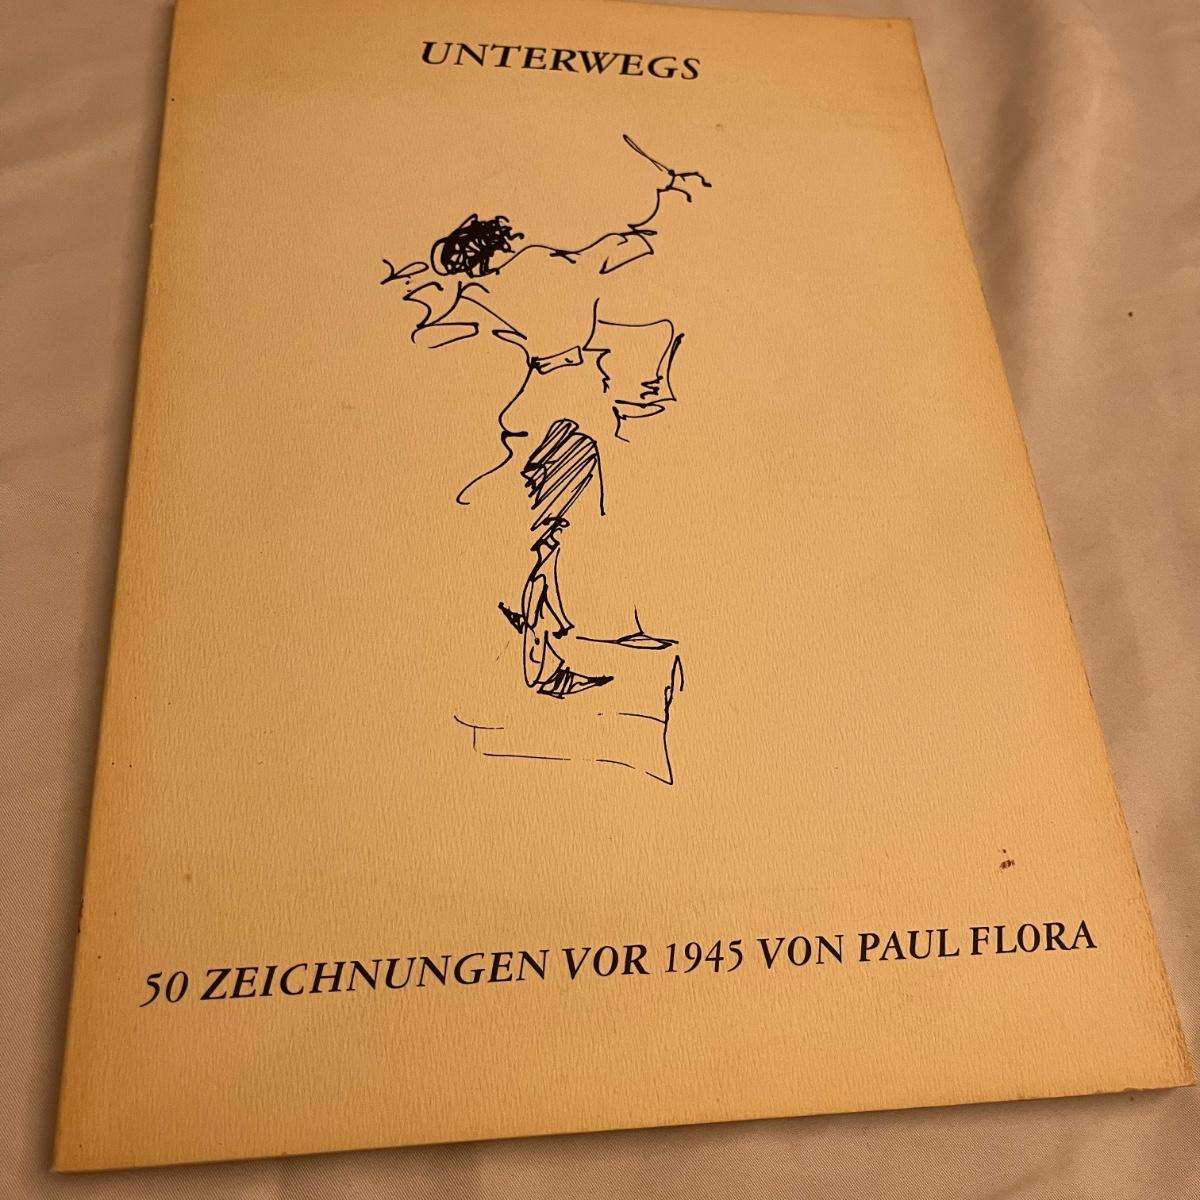 UNTERWEGS
50 ZEICHNUNGEN VOR 1945 VON PAUL FLORA